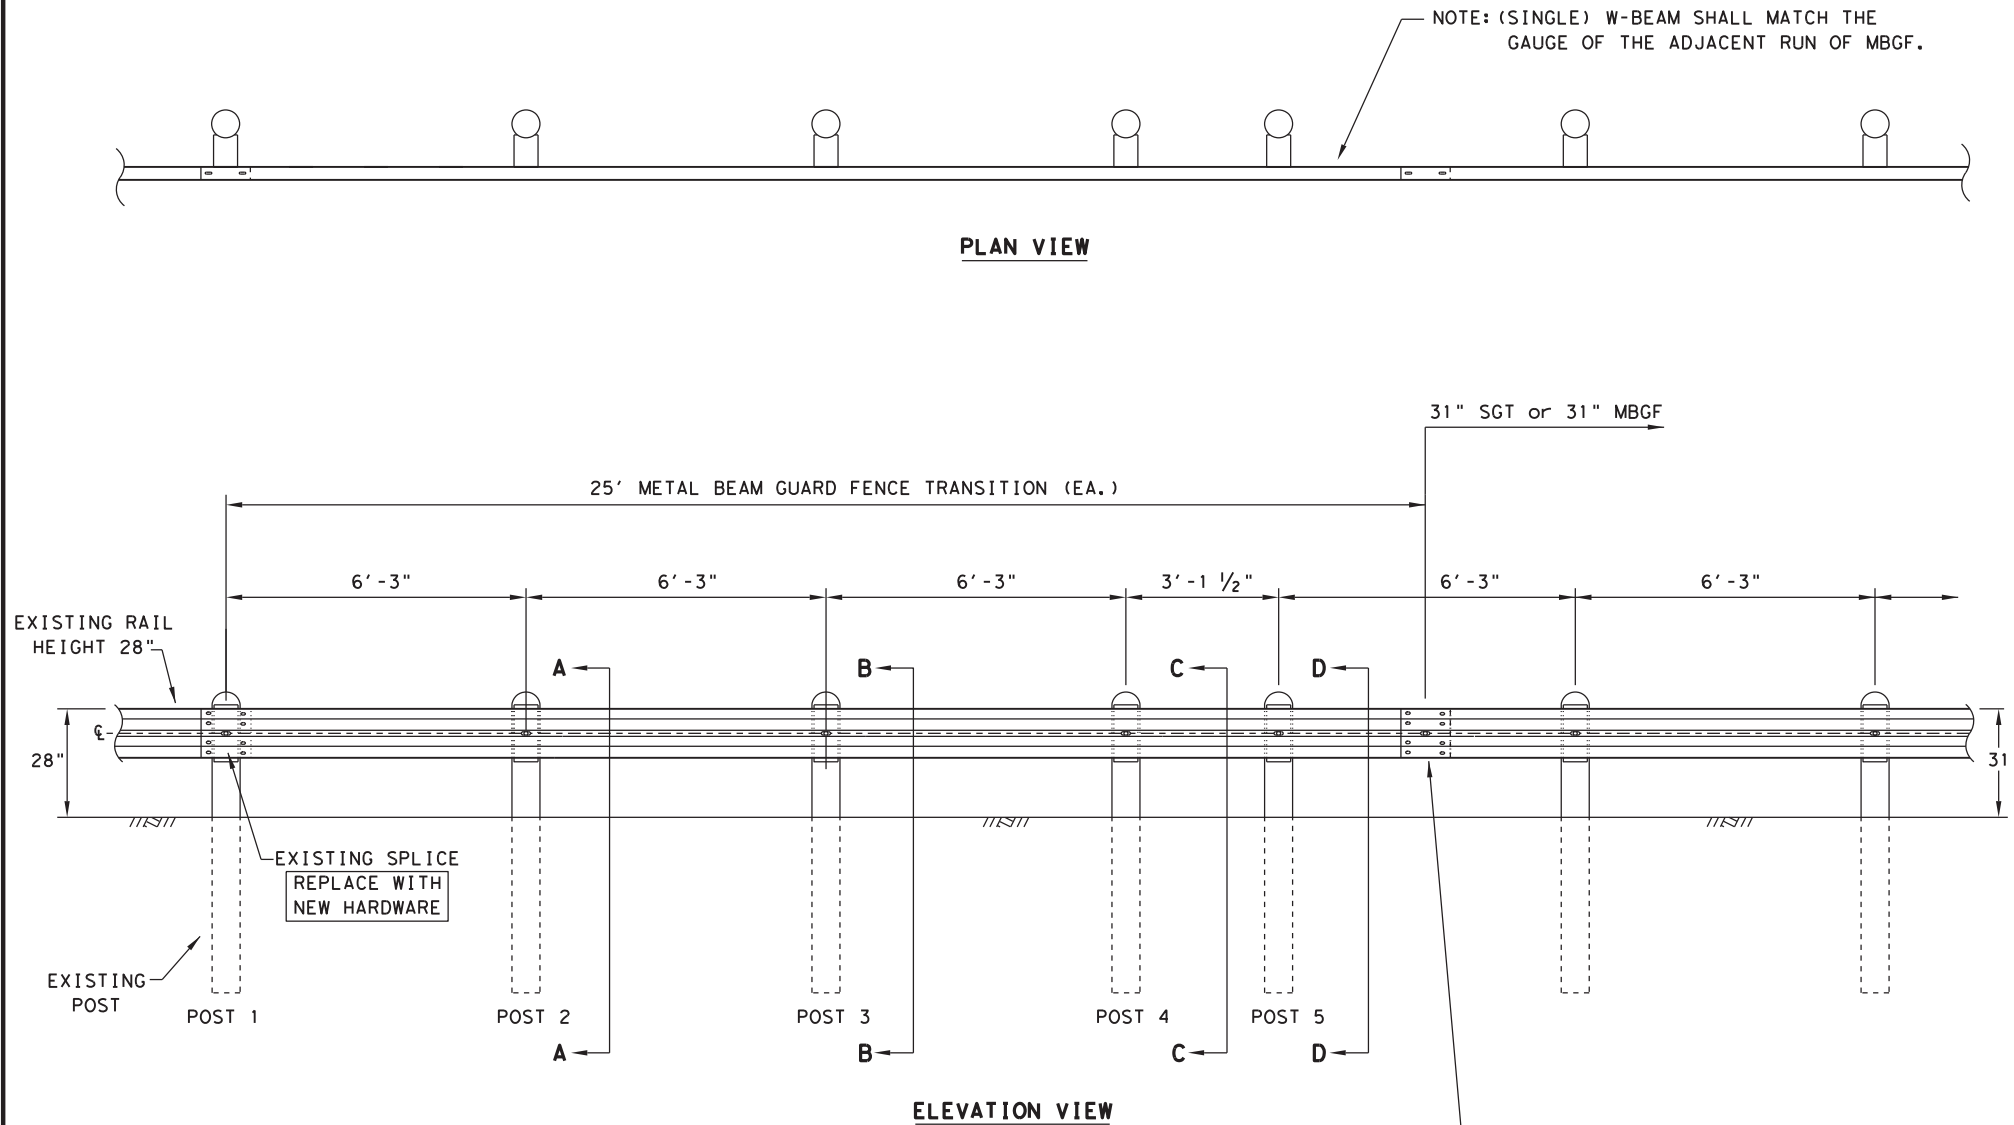 NOTE: (SINGLE) W-BEAM SHALL MATCH THE
GAUGE OF THE ADJACENT RUN OF MBGF.
PLAN VIEW
31" SGT or 31" MBGF
25' METAL BEAM GUARD FENCE TRANSITION (EA.)
6'-3" 6'-3" 6'-3" 3'-1 ½" 6'-3" 6'-3"
EXISTING RAIL
HEIGHT 28"
A B C D
℄
28" 31
EXISTING SPLICE
REPLACE WITH
NEW HARDWARE
EXISTING
POST
POST 1 POST 2 POST 3 POST 4 POST 5
A B C D
ELEVATION VIEW